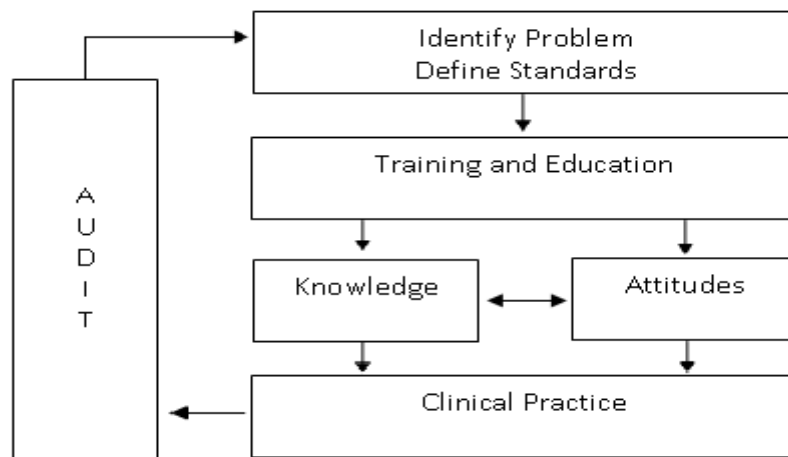 Identify Problem
Define Standards
Training and Education
A
U
D
I
T
Knowledge
Attitudes
Clinical Practice